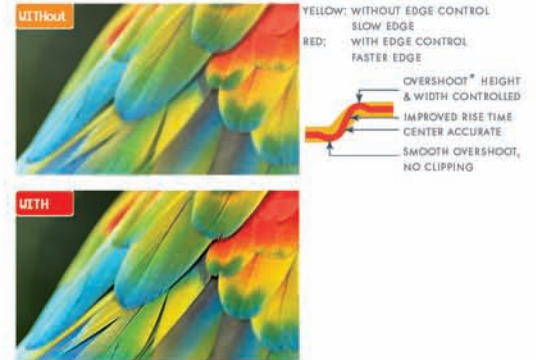 WITHout
YELLOW: WITHOUT EDGE CONTROL
SLOW EDGE
RED; WITH EDGE CONTROL
FASTER EDGE
OVERSHOOT* HEIGHT
& WIDTH CONTROLLED
IMPROVED RISE TIME
CENTER ACCURATE
SMOOTH OVERSHOOT,
NO CLIPPING
WITH